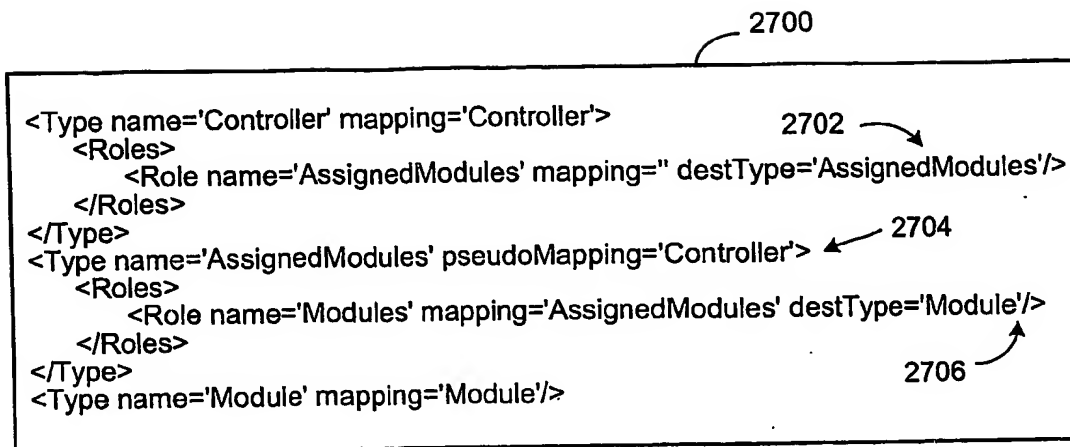 2700
<Type name='Controller' mapping='Controller'>
2702
<Roles>
<Role name='AssignedModules' mapping='' destType='AssignedModules'/>
</Roles>
</Type>
2704
<Type name='AssignedModules' pseudoMapping='Controller'>
<Roles>
<Role name='Modules' mapping='AssignedModules' destType='Module'/>
</Roles>
</Type>
2706
<Type name='Module' mapping='Module'/>